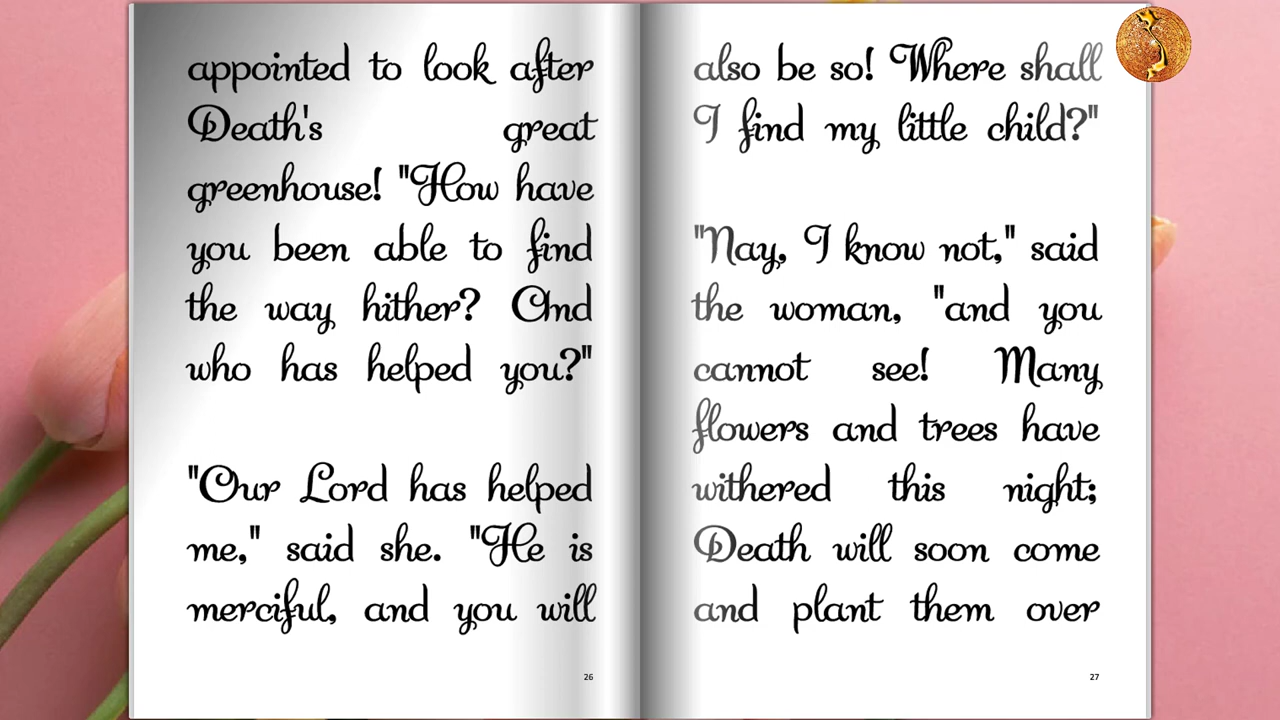 appointed to look after
Death's great
greenhouse! "How have
you been able to find
the way hither? And
who has helped you?"
"Our Lord has helped
me," said she. "He is
merciful, and you will
26
also be so! Where shall
I find my little child?"
"Nay, I know not," said
the woman, "and you
cannot see! Many
flowers and trees have
withered this night;
Death will soon come
and plant them over
27